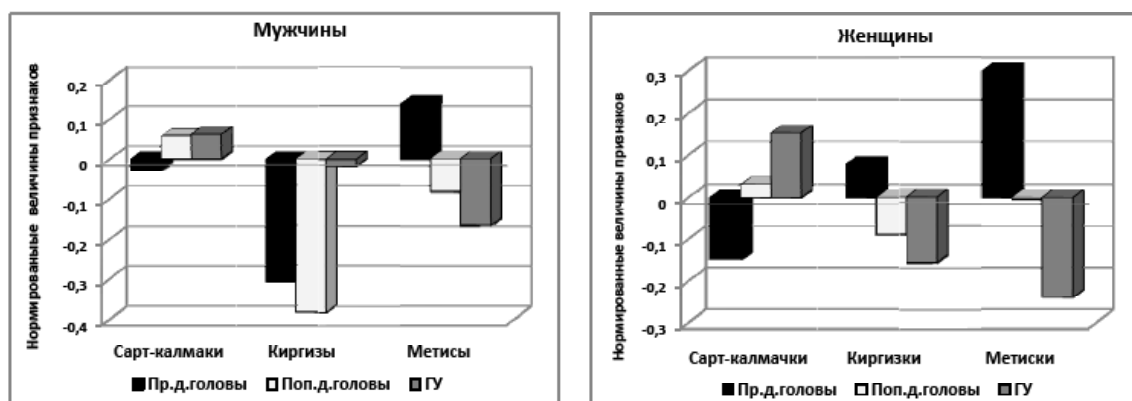 Мужчины
Нормированыые величины признаков
0,2
0,1
0
-0,1
-0,2
-0,3
-0,4
Сарт-калмаки Киргизы Метисы
Пр.д.головы Поп.д.головы ГУ
Женщины
Нормированные величины признаков
0,3
0,2
0,1
0
-0,1
-0,2
-0,3
Сарт-калмачки Киргизки Метиски
Пр.д.головы Поп.д.головы ГУ